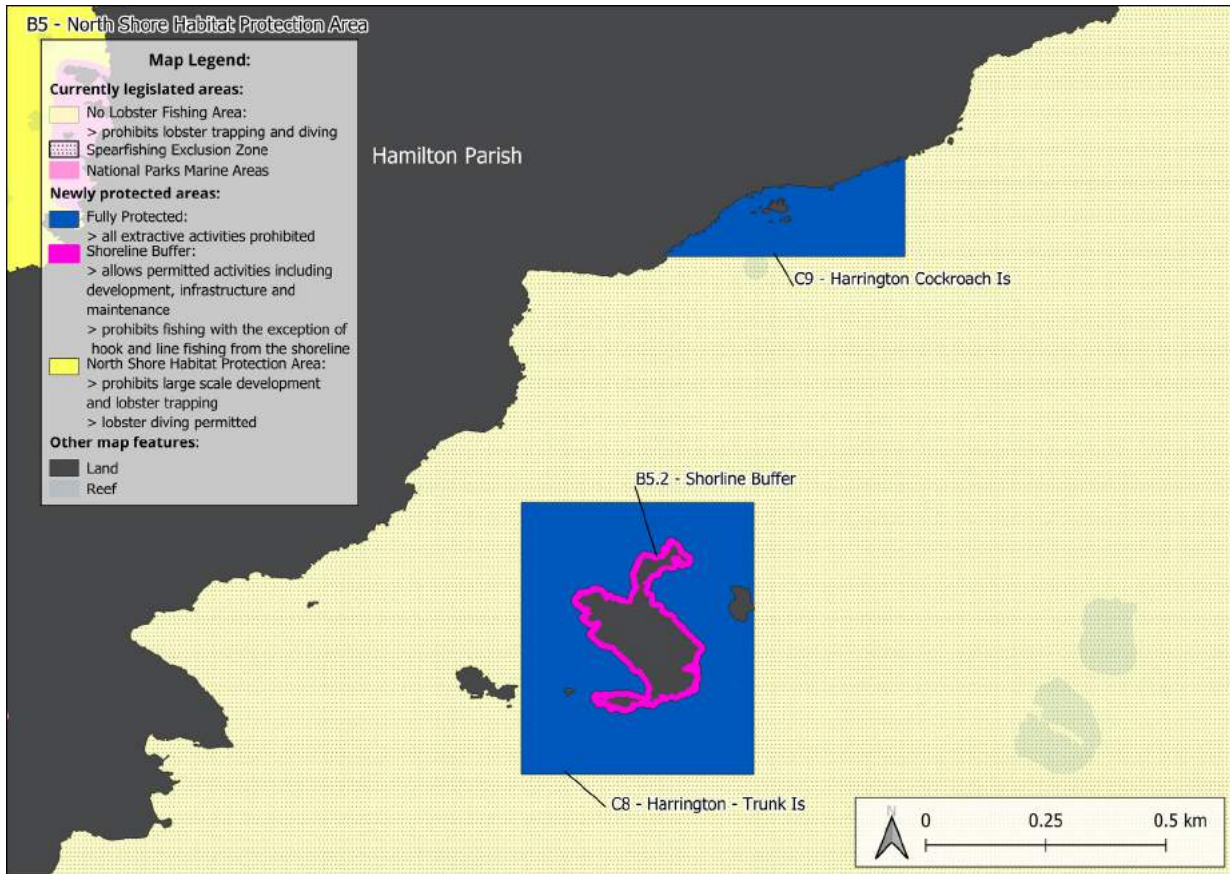 B5 - North Shore Habitat Protection Area
Map Legend:
Currently legislated areas:
No Lobster Fishing Area:
> prohibits lobster trapping and diving
Spearfishing Exclusion Zone
National Parks Marine Areas
Newly protected areas:
Fully Protected:
> all extractive activities prohibited
Shoreline Buffer:
> allows permitted activities including
development, infrastructure and
maintenance
> prohibits fishing with the exception of
hook and line fishing from the shoreline
North Shore Habitat Protection Area:
> prohibits large scale development
and lobster trapping
> lobster diving permitted
Other map features:
Land
Reef
Hamilton Parish
C9 - Harrington Cockroach Is
B5.2 - Shorline Buffer
C8 - Harrington - Trunk Is
N
0 0.25 0.5 km